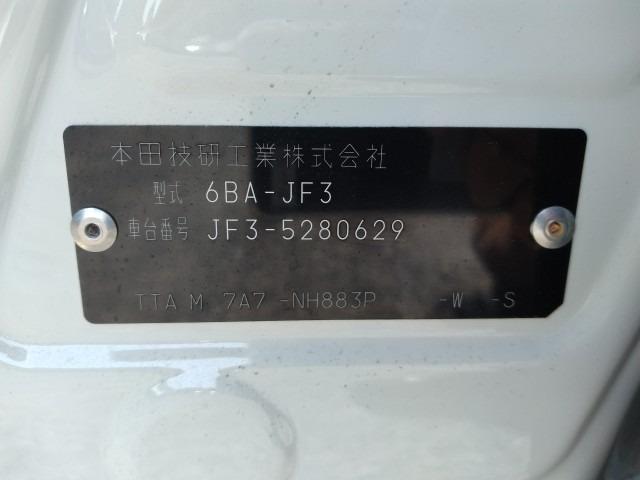 本田技研工業株式会社
型式 6BA-JF3
車台番号 JF3-5280629
TTA M 7A7 -NH883P -W -S